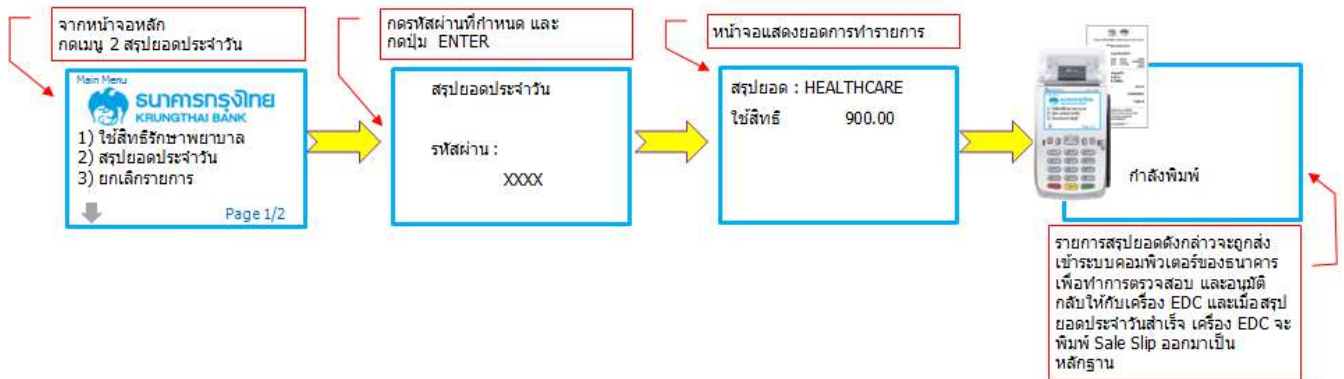 จากหน้าจอหลัก
กดเมนู 2 สรุปยอดประจำวัน
Main Menu
ธนาคารกรุงไทย
KRUNGTHAI BANK
1) ใช้สิทธิรักษาพยาบาล
2) สรุปยอดประจำวัน
3) ยกเลิกรายการ
Page 1/2
กดรหัสผ่านที่กำหนด และ
กดปุ่ม ENTER
สรุปยอดประจำวัน
รหัสผ่าน :
XXXX
หน้าจอแสดงยอดการทำรายการ
สรุปยอด : HEALTHCARE
ใช้สิทธิ 900.00
กำลังพิมพ์
รายการสรุปยอดดังกล่าวจะถูกส่ง
เข้าระบบคอมพิวเตอร์ของธนาคาร
เพื่อทำการตรวจสอบ และอนุมัติ
กลับให้กับเครื่อง EDC และเมื่อสรุป
ยอดประจำวันสำเร็จ เครื่อง EDC จะ
พิมพ์ Sale Slip ออกมาเป็น
หลักฐาน